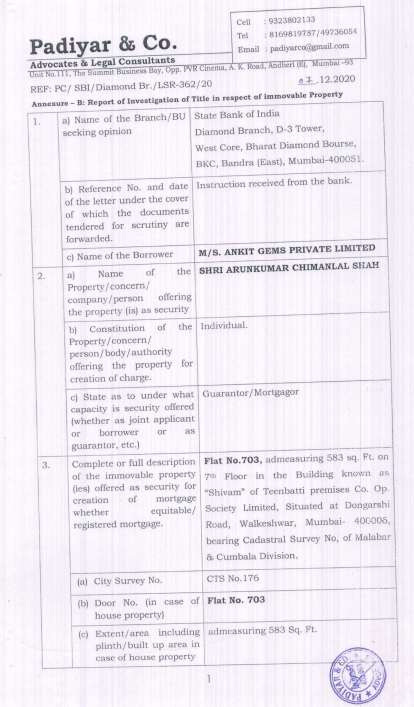 Padiyar & Co.
Advocates & Legal Consultants
Cell : 9323802133
Tel : 8169819787/49736054
Email : padiyarco@gmail.com
Unit No.111, The Summit Business Bay, Opp. PVR Cinema, A. K. Road, Andheri (E), Mumbai -93
REF: PC/ SBI/Diamond Br./LSR-362/20
07.12.2020
Annexure – B: Report of Investigation of Title in respect of immovable Property
1.
a) Name of the Branch/BU
seeking opinion
State Bank of India
Diamond Branch, D-3 Tower,
West Core, Bharat Diamond Bourse,
BKC, Bandra (East), Mumbai-400051.
b) Reference No. and date
of the letter under the cover
of which the documents
tendered for scrutiny are
forwarded.
Instruction received from the bank.
c) Name of the Borrower
M/S. ANKIT GEMS PRIVATE LIMITED
2.
a) Name of the
Property/concern/
company/person offering
the property (is) as security
SHRI ARUNKUMAR CHIMANLAL SHAH
b) Constitution of the
Property/concern/
person/body/authority
offering the property for
creation of charge.
Individual.
c) State as to under what
capacity is security offered
(whether as joint applicant
or borrower or as
guarantor, etc.)
Guarantor/Mortgagor
3.
Complete or full description
of the immovable property
(ies) offered as security for
creation of mortgage
whether equitable/
registered mortgage.
Flat No.703, admeasuring 583 sq. Ft. on
7th Floor in the Building known as
"Shivam" of Teenbatti premises Co. Op.
Society Limited, Situated at Dongarshi
Road, Walkeshwar, Mumbai- 400006,
bearing Cadastral Survey No, of Malabar
& Cumbala Division.
(a) City Survey No.
CTS No.176
(b) Door No. (in case of
house property)
Flat No. 703
(c) Extent/area including
plinth/built up area in
case of house property
admeasuring 583 Sq. Ft.
1
PADIYAR & CO.